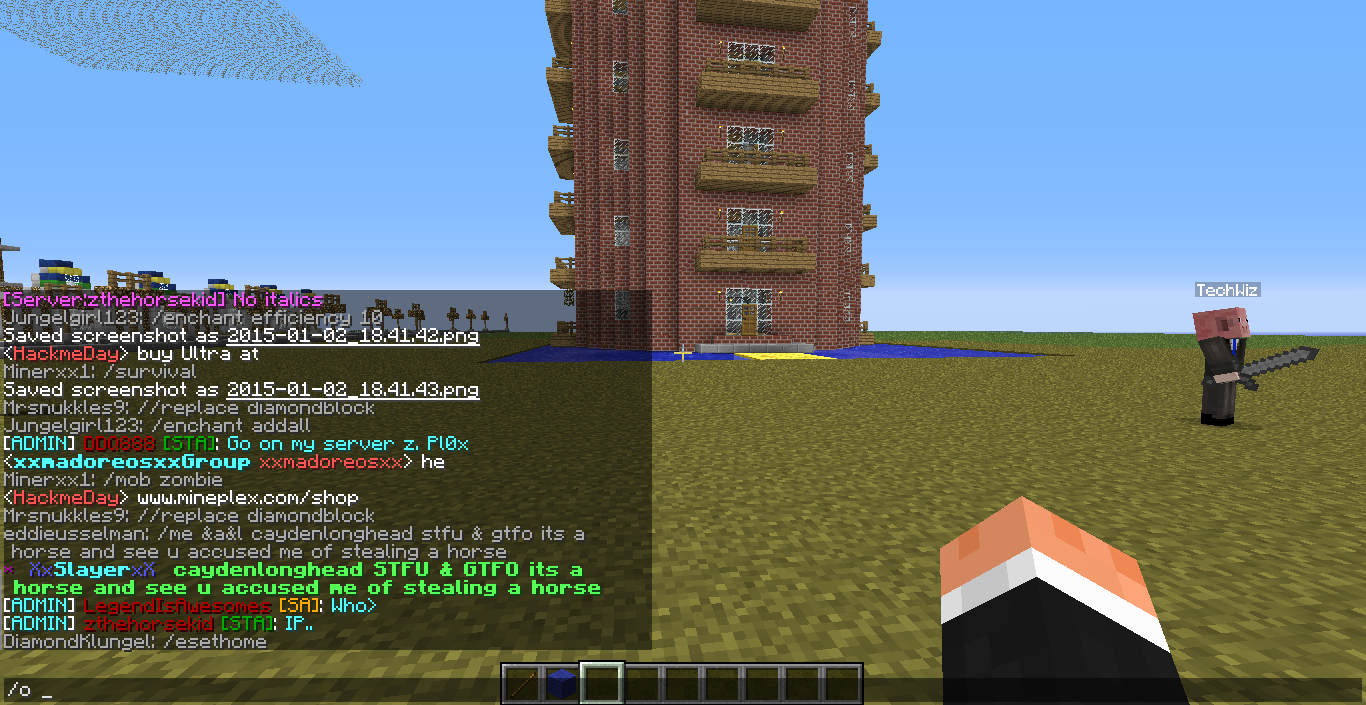 TechWiz
[Server:zthehorsekid] No italics
Jungelgirl123: /enchant efficiency 10
Saved screenshot as 2015-01-02_18.41.42.png
<HackmeDay> buy Ultra at
Minerxx1: /survival
Saved screenshot as 2015-01-02_18.41.43.png
Mrsnukkles9: //replace diamondblock
Jungelgirl123: /enchant addall
[ADMIN] DDO888 [STA]: Go on my server z. Pl0x
<xxmadoreosxxGroup xxmadoreosxx> he
Minerxx1: /mob zombie
<HackmeDay> www.mineplex.com/shop
Mrsnukkles9: //replace diamondblock
eddieusselman: /me &a&l caydenlonghead stfu & gtfo its a
horse and see u accused me of stealing a horse
* XxSlayerxX caydenlonghead STFU & GTFO its a
horse and see u accused me of stealing a horse
[ADMIN] LegendIsAwesomes [SA]: Who>
[ADMIN] zthehorsekid [STA]: IP..
DiamondKlungel: /esethome
/o _